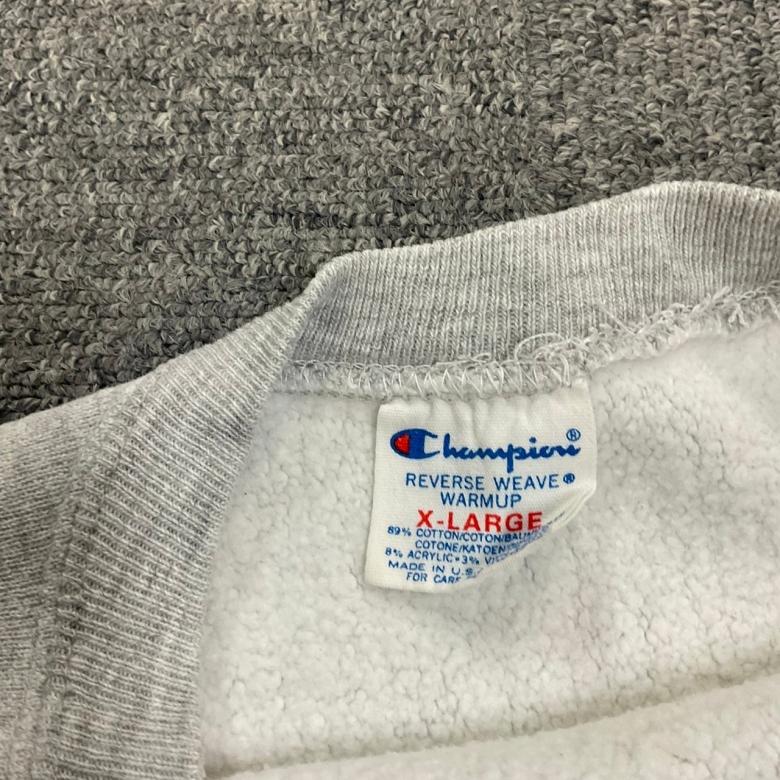 Champion®
REVERSE WEAVE®
WARMUP
X-LARGE
89% COTTON/COTON/BAUM
COTONE/KATOEN
8% ACRYLIC•3%
MADE IN U.S.
FOR CARE